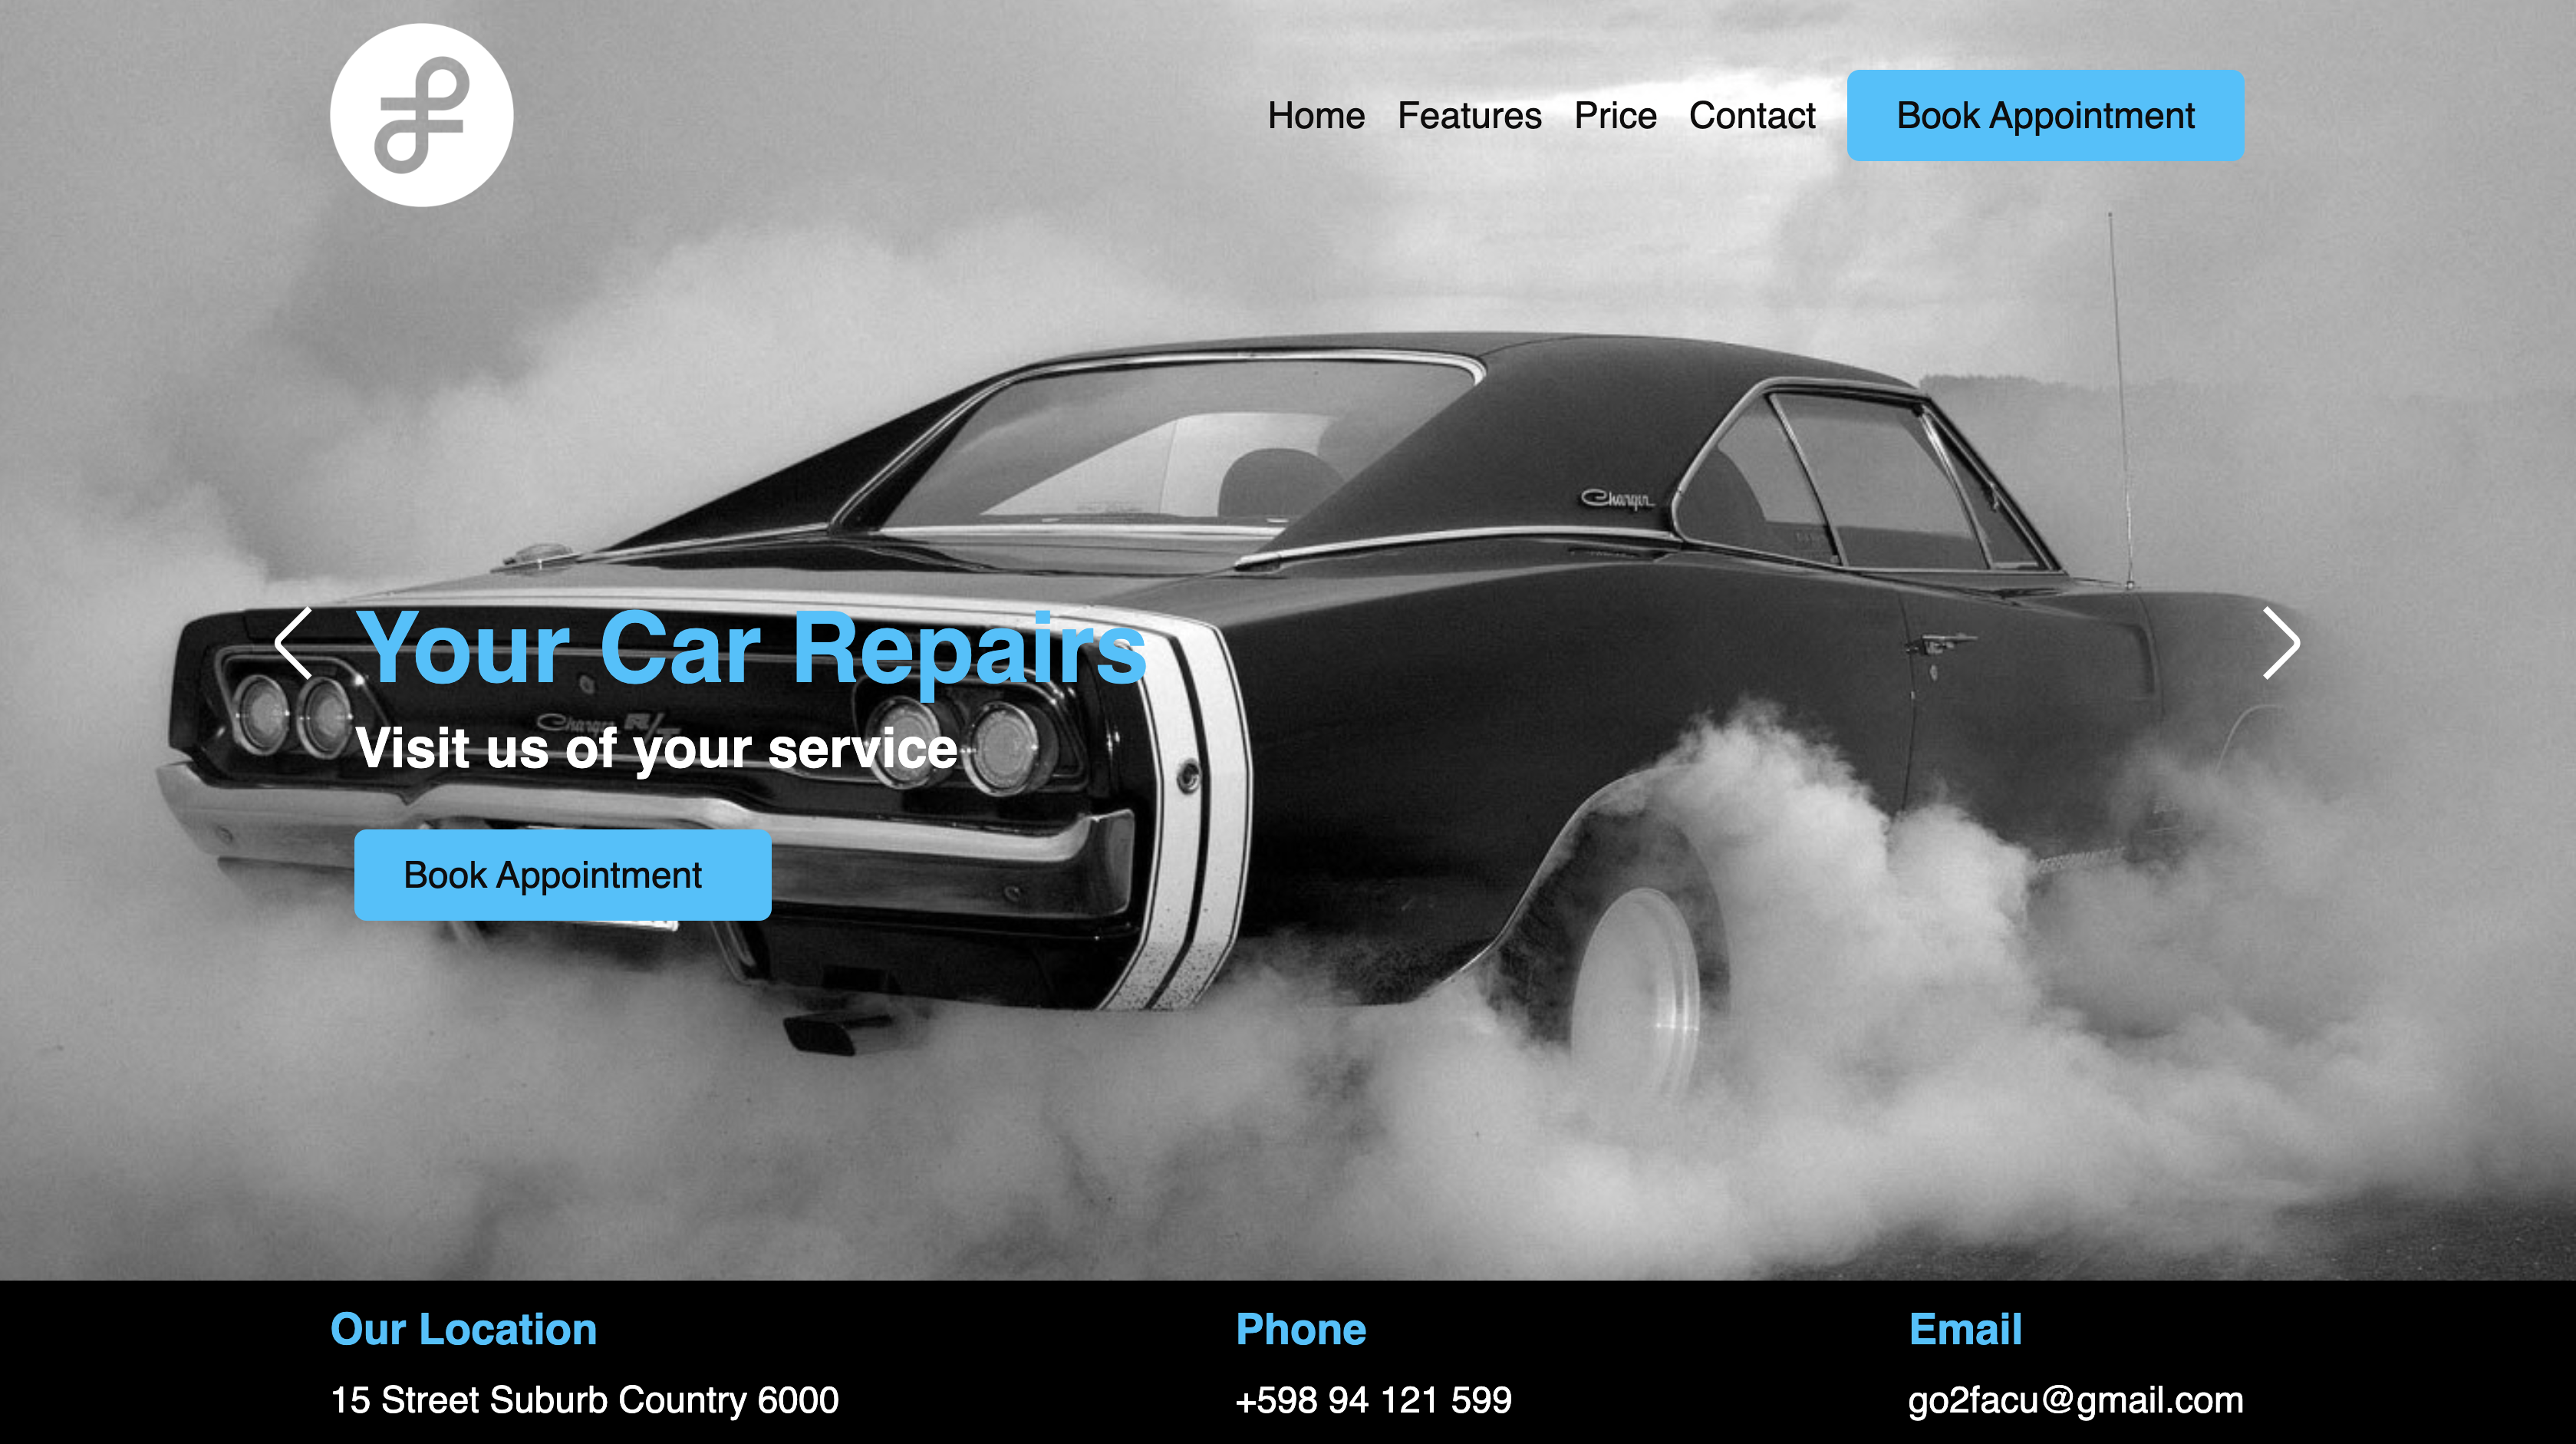 Home Features Price Contact Book Appointment
Charger
Your Car Repairs
Charger R/T
Visit us of your service
Book Appointment
Our Location Phone Email
15 Street Suburb Country 6000 +598 94 121 599 go2facu@gmail.com